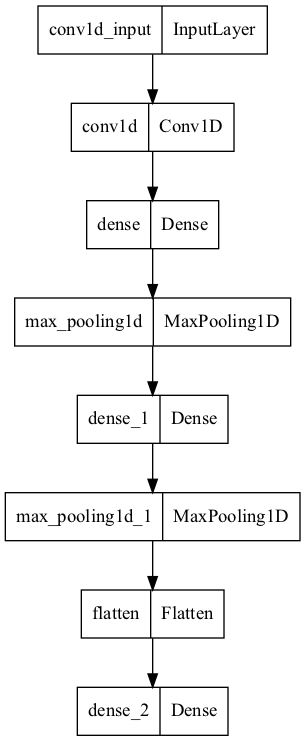 conv1d_input InputLayer
conv1d Conv1D
dense Dense
max_pooling1d MaxPooling1D
dense_1 Dense
max_pooling1d_1 MaxPooling1D
flatten Flatten
dense_2 Dense